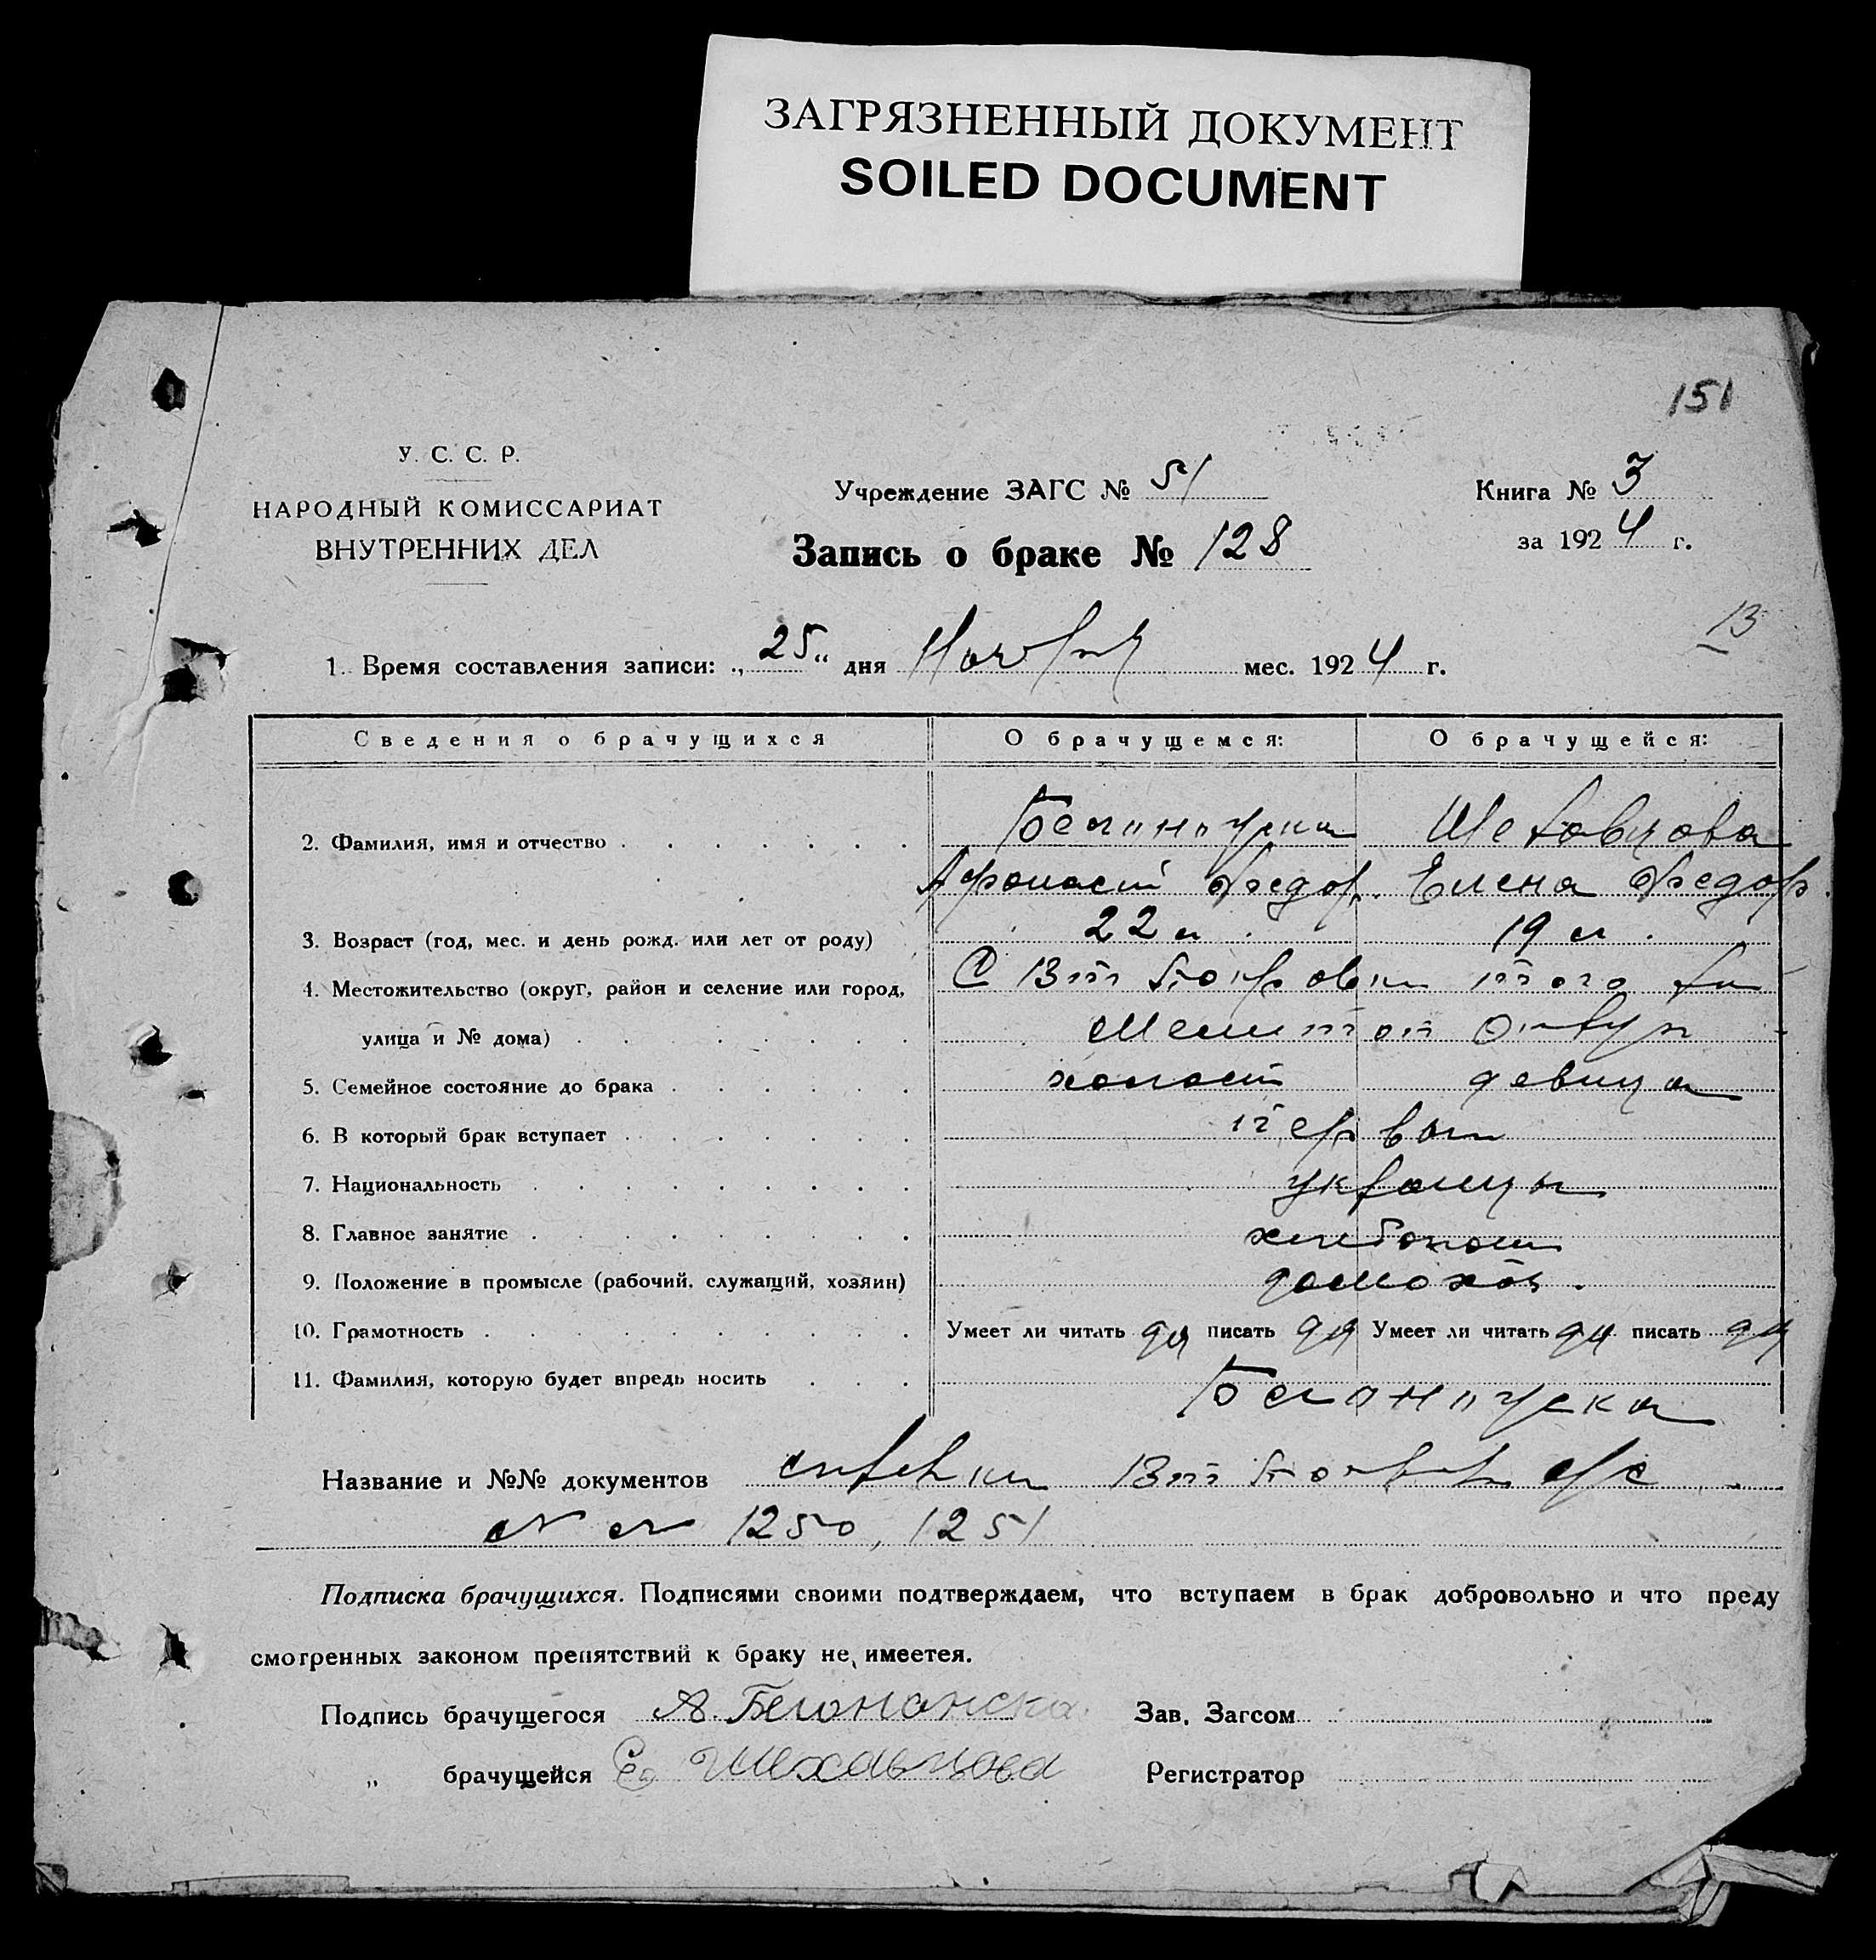 ЗАГРЯЗНЕННЫЙ ДОКУМЕНТ
SOILED DOCUMENT
151
У. С. С. Р.
НАРОДНЫЙ КОМИССАРИАТ
ВНУТРЕННИХ ДЕЛ
Учреждение ЗАГС № 51
Книга № 3
за 1924 г.
Запись о браке № 128
13
1. Время составления записи: „25" дня Ноября мес. 1924 г.
Сведения о брачущихся О брачущемся: О брачущейся:
2. Фамилия, имя и отчество
Афанасий Федор. Елена Федор.
3. Возраст (год, мес. и день рожд. или лет от роду) 22 л. 19 л.
4. Местожительство (округ, район и селение или город,
улица и № дома)
5. Семейное состояние до брака холост девица
6. В который брак вступает первый
7. Национальность украинцы
8. Главное занятие хлебопаш
9. Положение в промысле (рабочий, служащий, хозяин) домохоз.
10. Грамотность Умеет ли читать да писать да Умеет ли читать да писать да
11. Фамилия, которую будет впредь носить
Название и №№ документов справки
№ № 1250, 1251
Подписка брачущихся. Подписями своими подтверждаем, что вступаем в брак добровольно и что преду
смотренных законом препятствий к браку не имеетея.
Подпись брачущегося Зав. Загсом
„ брачущейся Регистратор